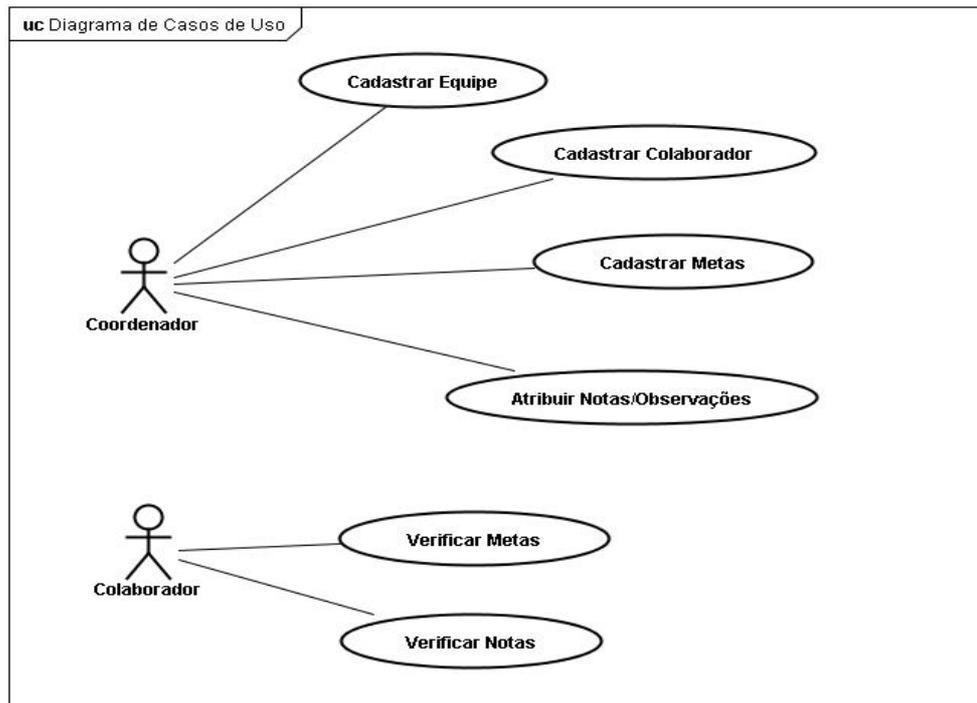 uc Diagrama de Casos de Uso
Cadastrar Equipe
Cadastrar Colaborador
Cadastrar Metas
Coordenador
Atribuir Notas/Observações
Verificar Metas
Colaborador
Verificar Notas